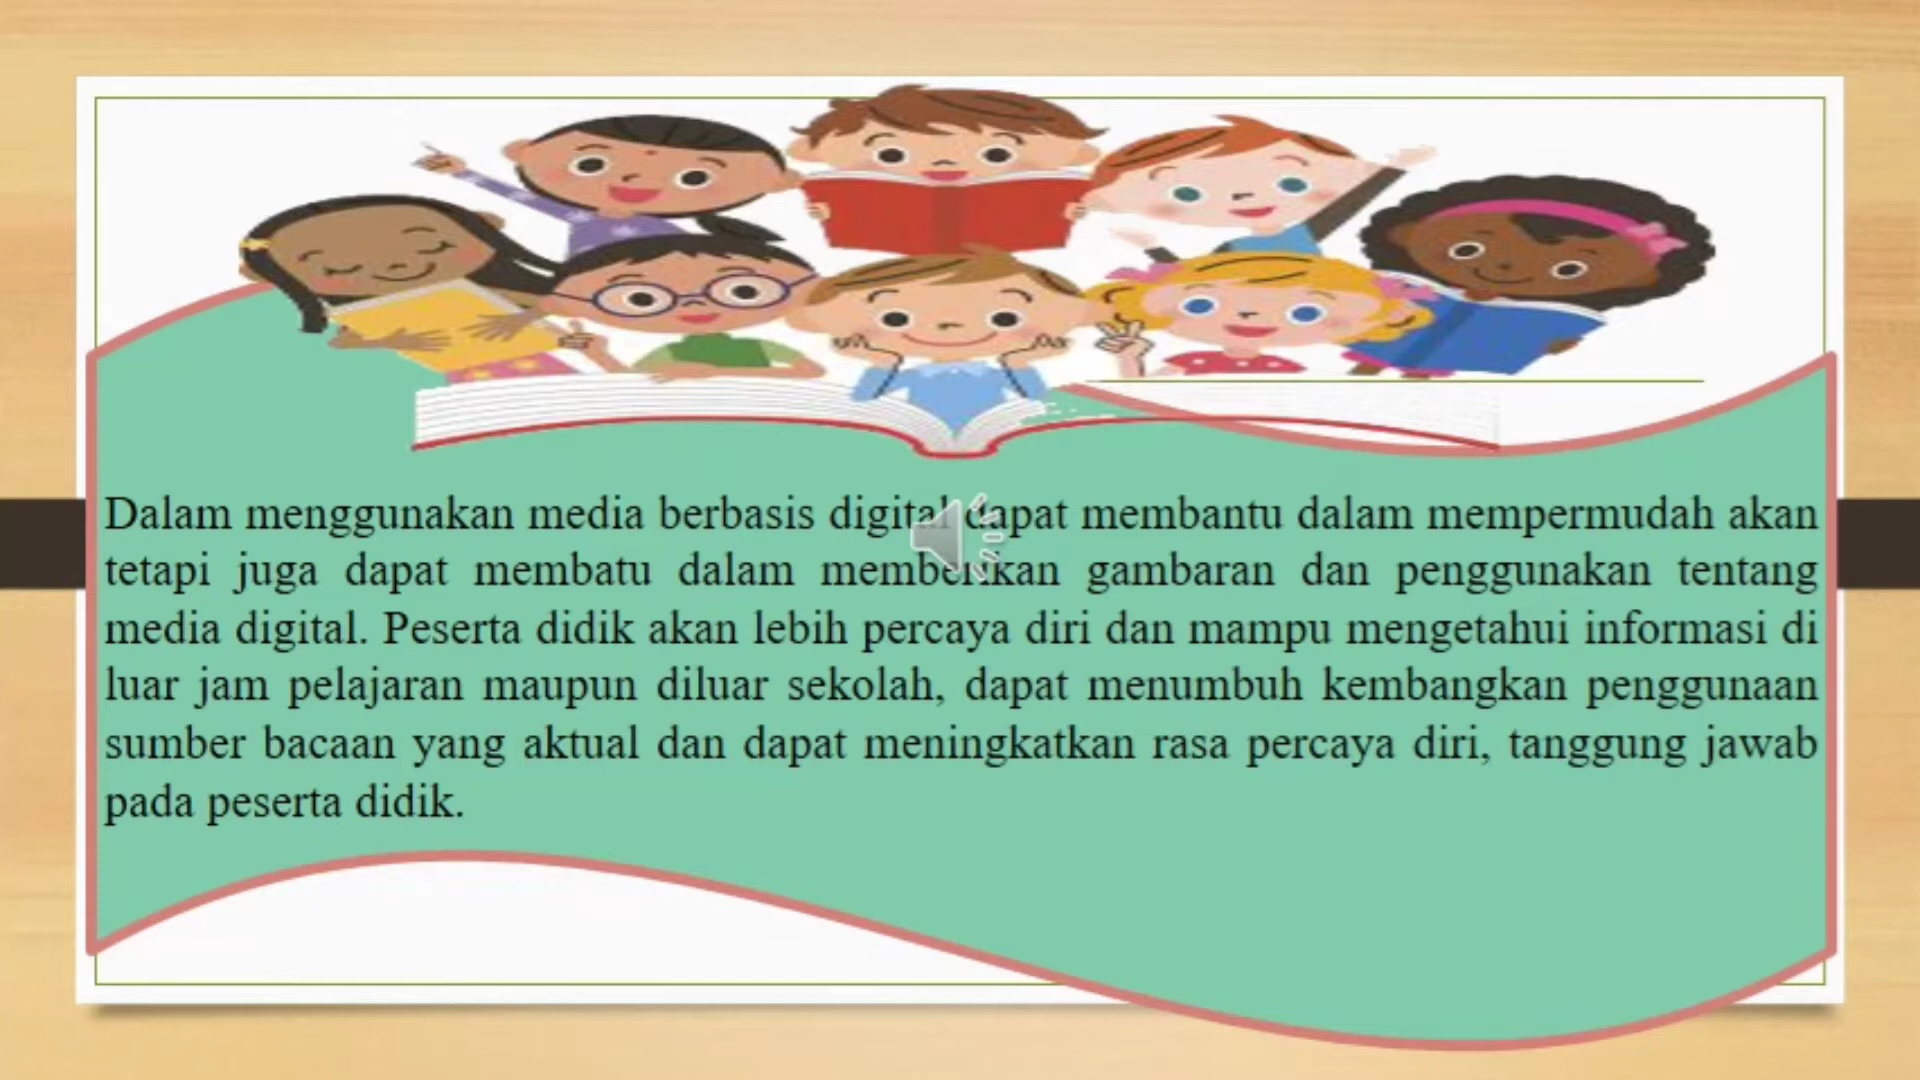 Dalam menggunakan media berbasis digital dapat membantu dalam mempermudah akan
tetapi juga dapat membatu dalam memberikan gambaran dan penggunakan tentang
media digital. Peserta didik akan lebih percaya diri dan mampu mengetahui informasi di
luar jam pelajaran maupun diluar sekolah, dapat menumbuh kembangkan penggunaan
sumber bacaan yang aktual dan dapat meningkatkan rasa percaya diri, tanggung jawab
pada peserta didik.